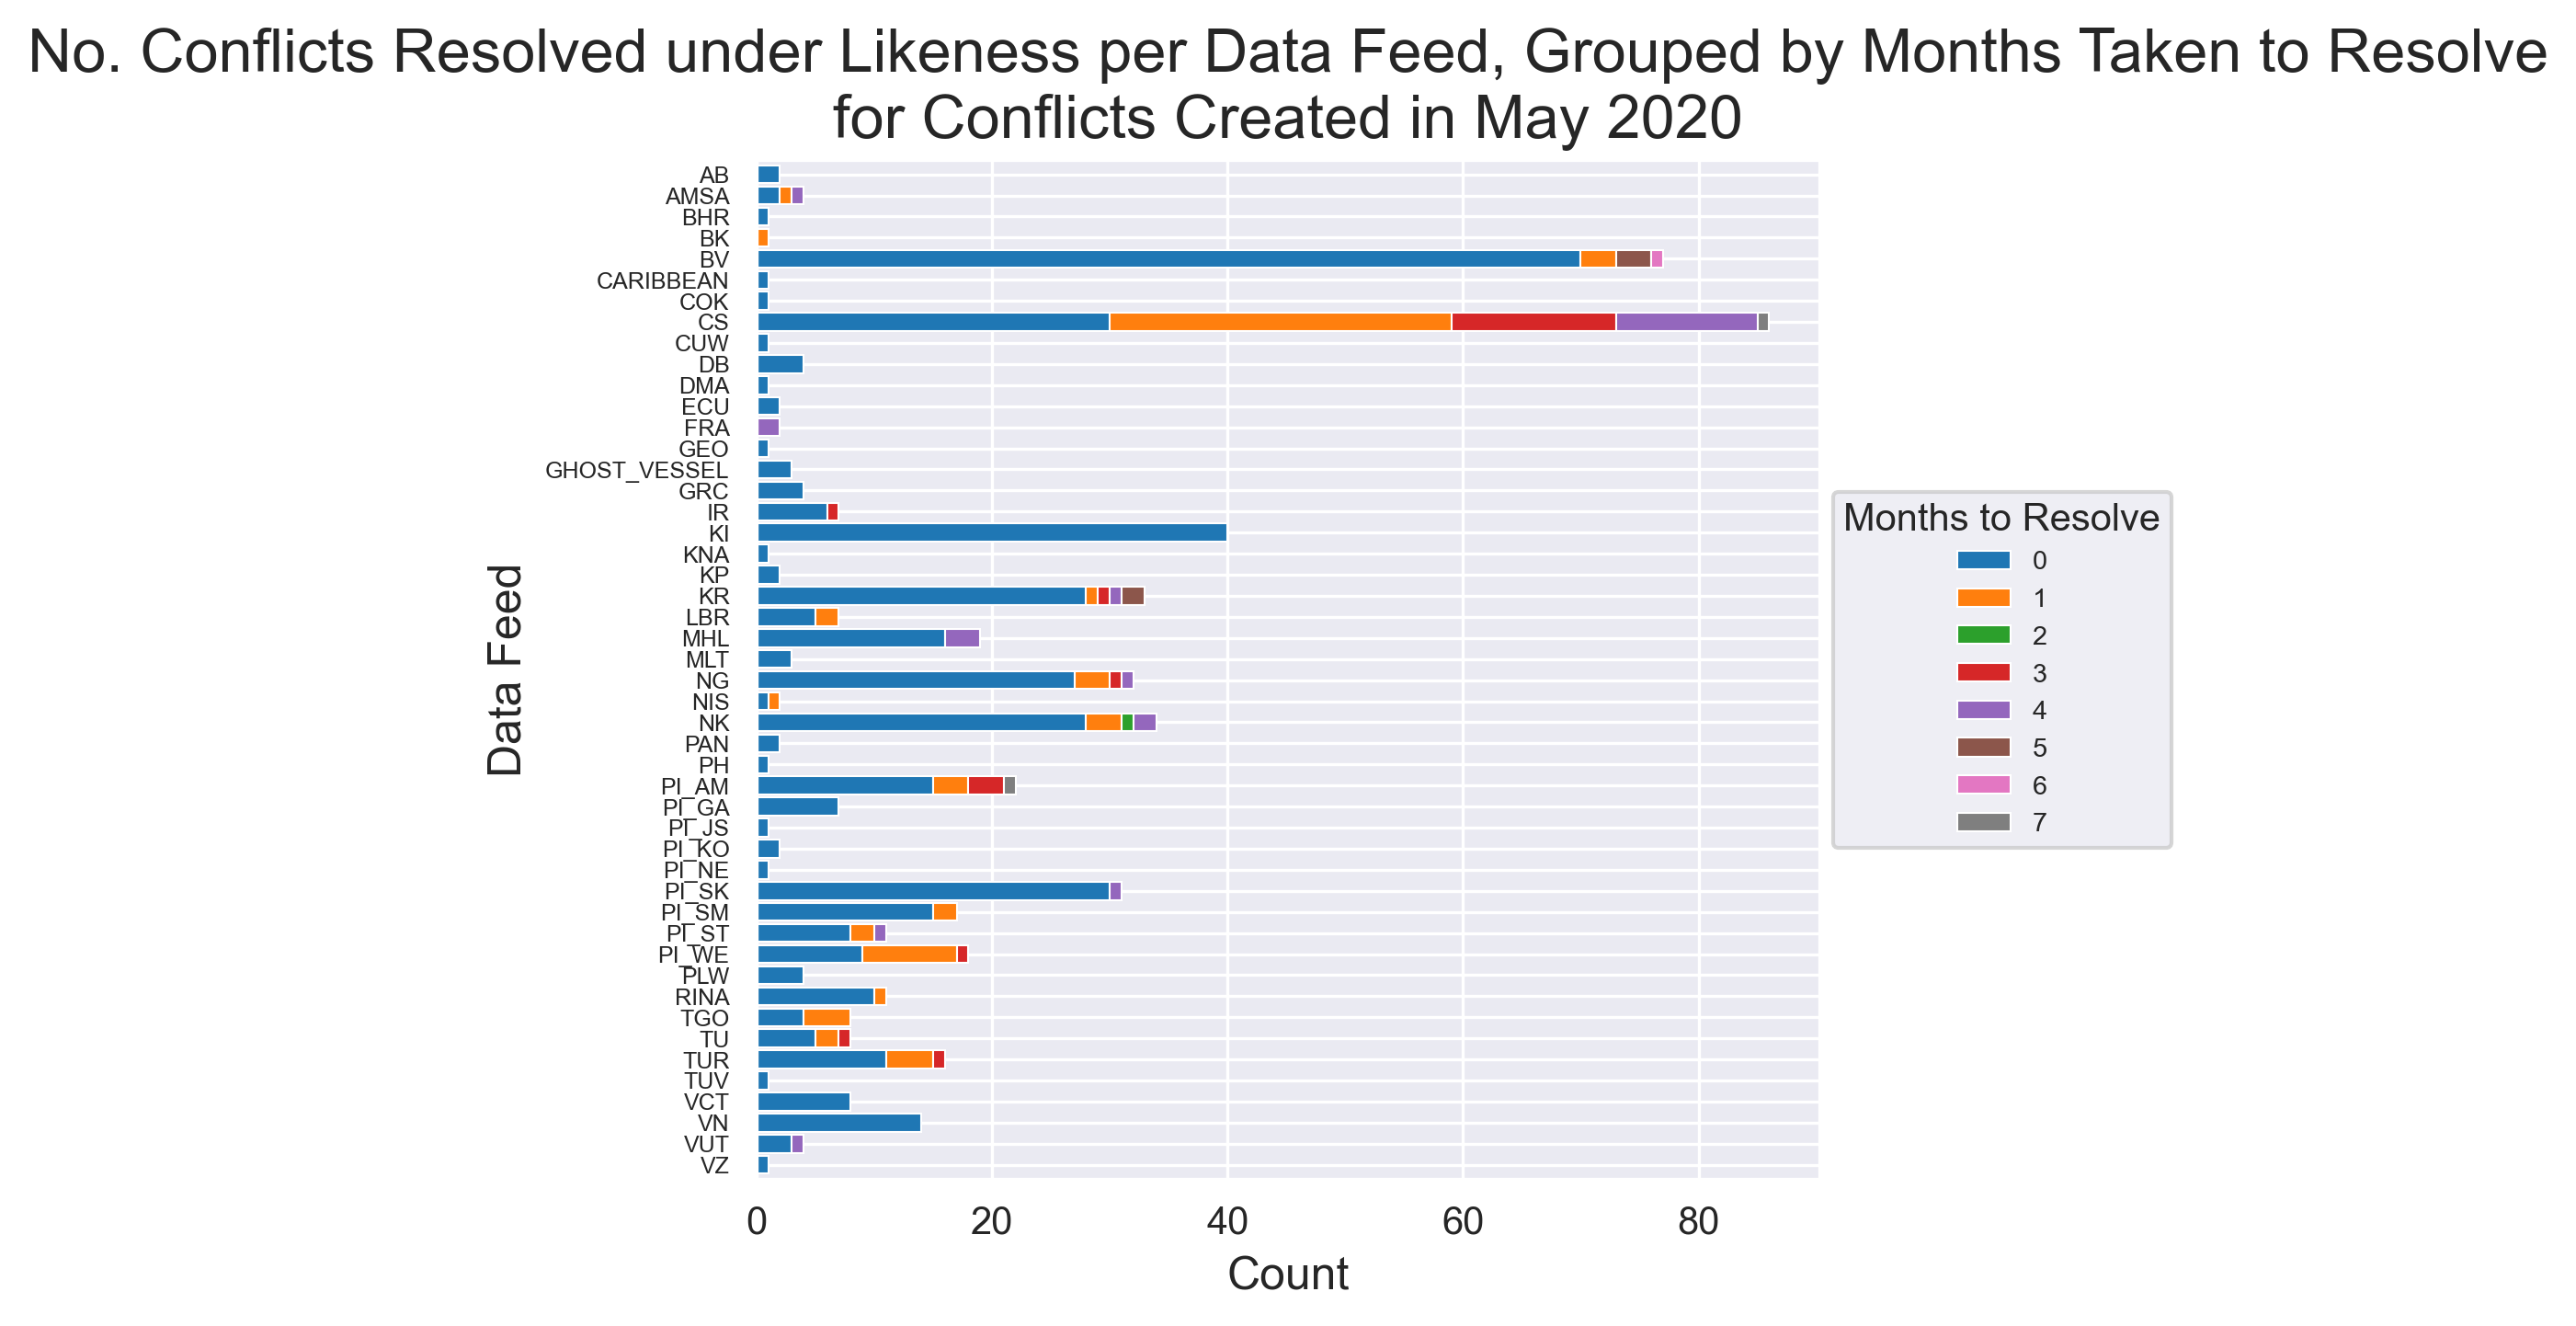 No. Conflicts Resolved under Likeness per Data Feed, Grouped by Months Taken to Resolve
for Conflicts Created in May 2020
AB
AMSA
BHR
BK
BV
CARIBBEAN
COK
CS
CUW
DB
DMA
ECU
FRA
GEO
GHOST_VESSEL
GRC
IR
KI
KNA
KP
KR
LBR
MHL
MLT
NG
NIS
NK
PAN
PH
PI_AM
PI_GA
PI_JS
PI_KO
PI_NE
PI_SK
PI_SM
PI_ST
PI_WE
PLW
RINA
TGO
TU
TUR
TUV
VCT
VN
VUT
VZ
Data Feed
0 20 40 60 80
Count
Months to Resolve
0
1
2
3
4
5
6
7